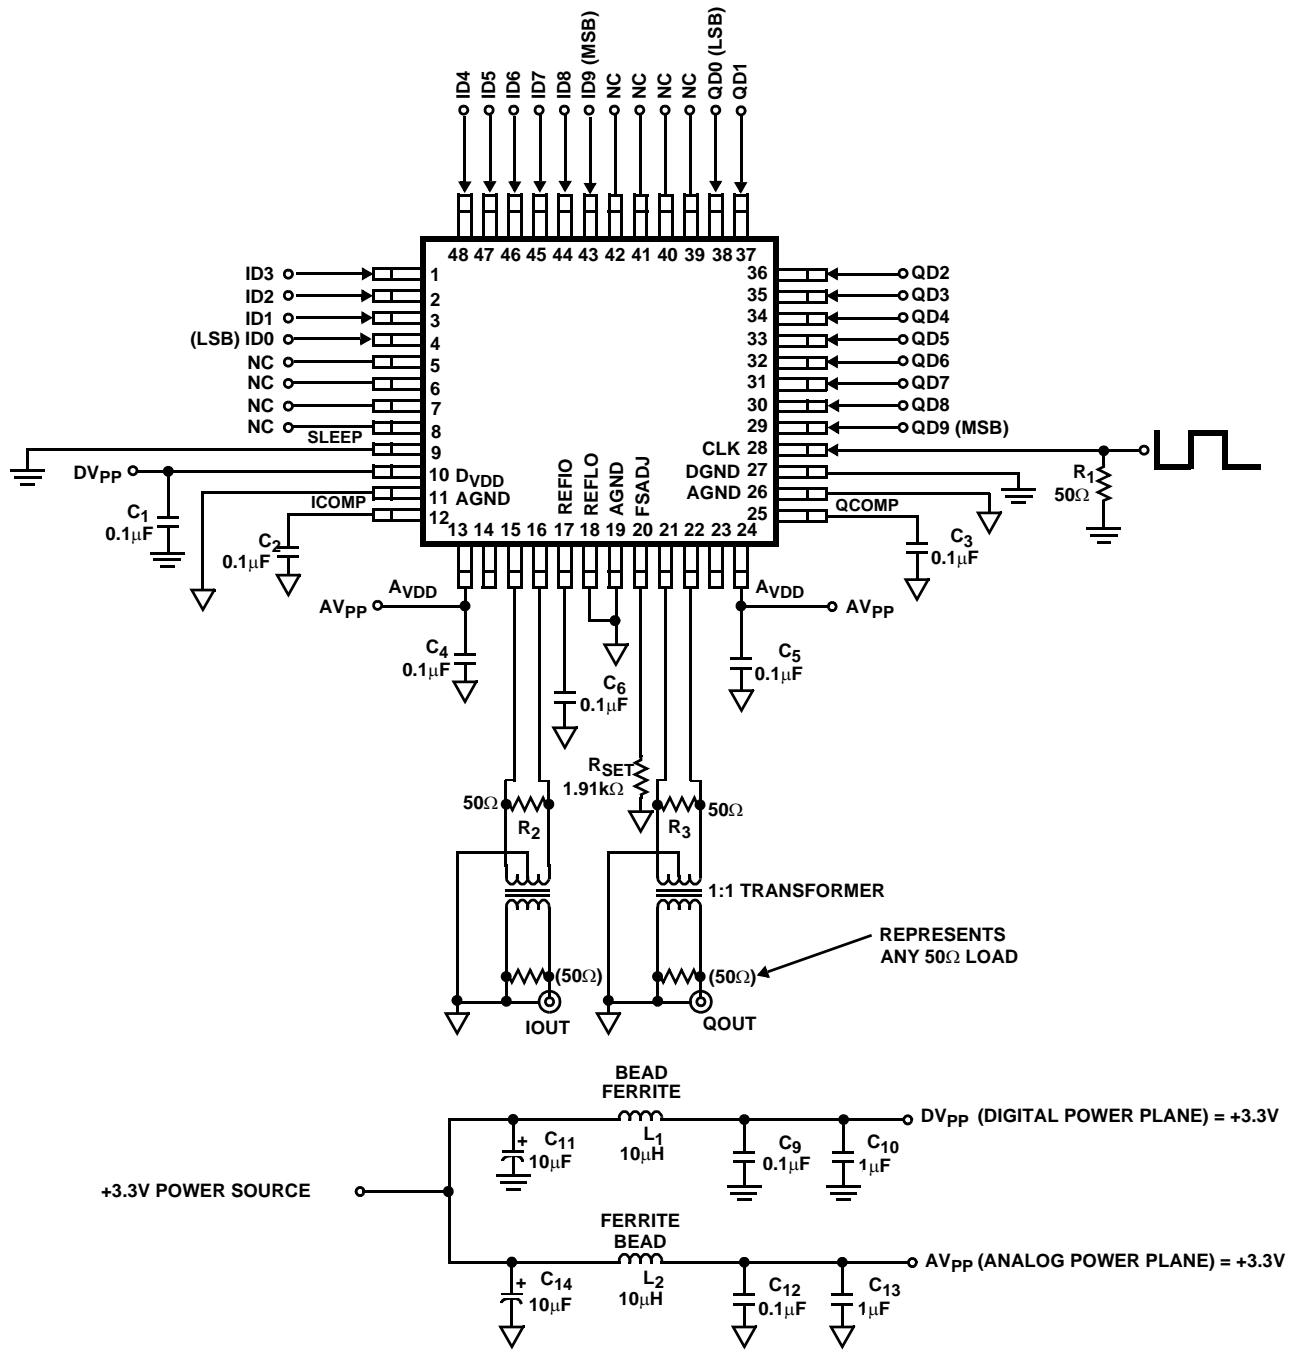 ID4
ID5
ID6
ID7
ID8
ID9 (MSB)
NC
NC
NC
NC
QD0 (LSB)
QD1
48 47 46 45 44 43 42 41 40 39 38 37
ID3
ID2
ID1
(LSB) ID0
NC
NC
NC
NC
SLEEP
DVPP
ICOMP
1
2
3
4
5
6
7
8
9
10 DVDD
11 AGND
12
36
35
34
33
32
31
30
29
CLK 28
DGND 27
AGND 26
25
QD2
QD3
QD4
QD5
QD6
QD7
QD8
QD9 (MSB)
QCOMP
R1
50Ω
REFIO
REFLO
AGND
FSADJ
13 14 15 16 17 18 19 20 21 22 23 24
C1
0.1μF
C2
0.1μF
C3
0.1μF
AVPP
AVDD
AVDD
AVPP
C4
0.1μF
C6
0.1μF
C5
0.1μF
RSET
1.91kΩ
50Ω
R2
R3
50Ω
1:1 TRANSFORMER
REPRESENTS
ANY 50Ω LOAD
(50Ω)
(50Ω)
IOUT
QOUT
BEAD
FERRITE
L1
10μH
C11
+
10μF
C9
0.1μF
C10
1μF
DVPP (DIGITAL POWER PLANE) = +3.3V
+3.3V POWER SOURCE
FERRITE
BEAD
L2
10μH
C14
+
10μF
C12
0.1μF
C13
1μF
AVPP (ANALOG POWER PLANE) = +3.3V